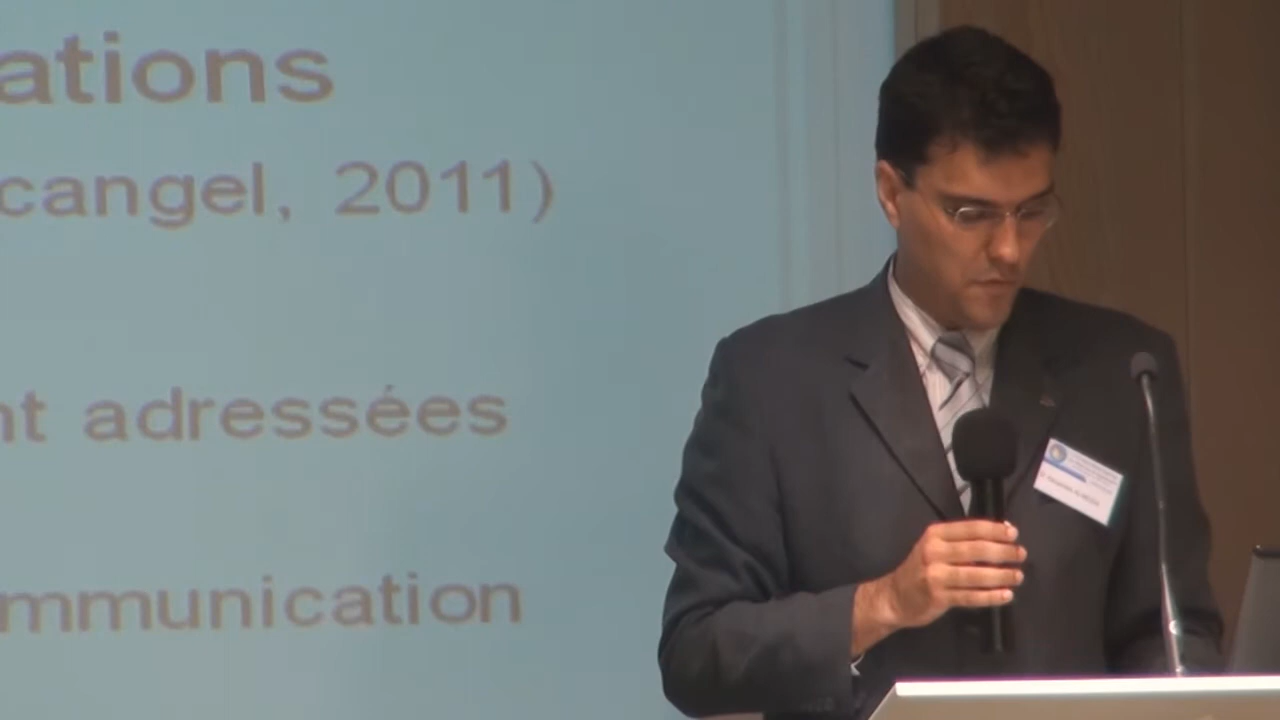 ations
cangel, 2011)
nt adressées
mmunication